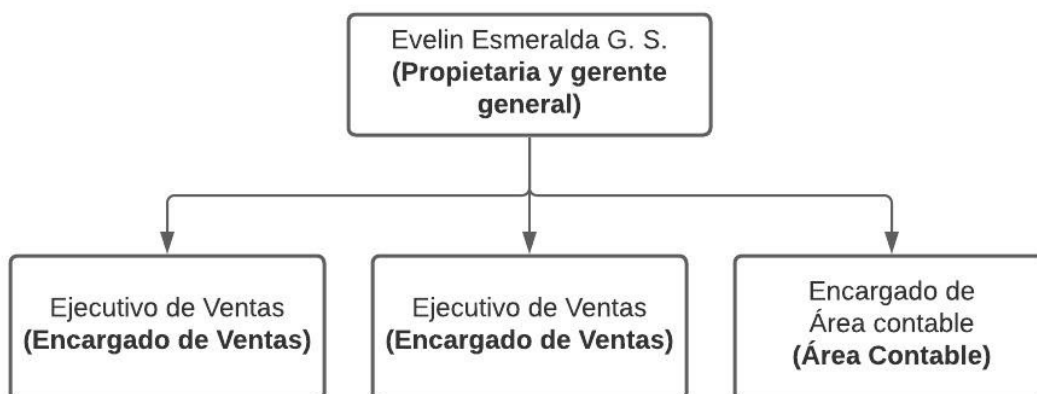 Evelin Esmeralda G. S.
(Propietaria y gerente
general)
Ejecutivo de Ventas
(Encargado de Ventas)
Ejecutivo de Ventas
(Encargado de Ventas)
Encargado de
Área contable
(Área Contable)